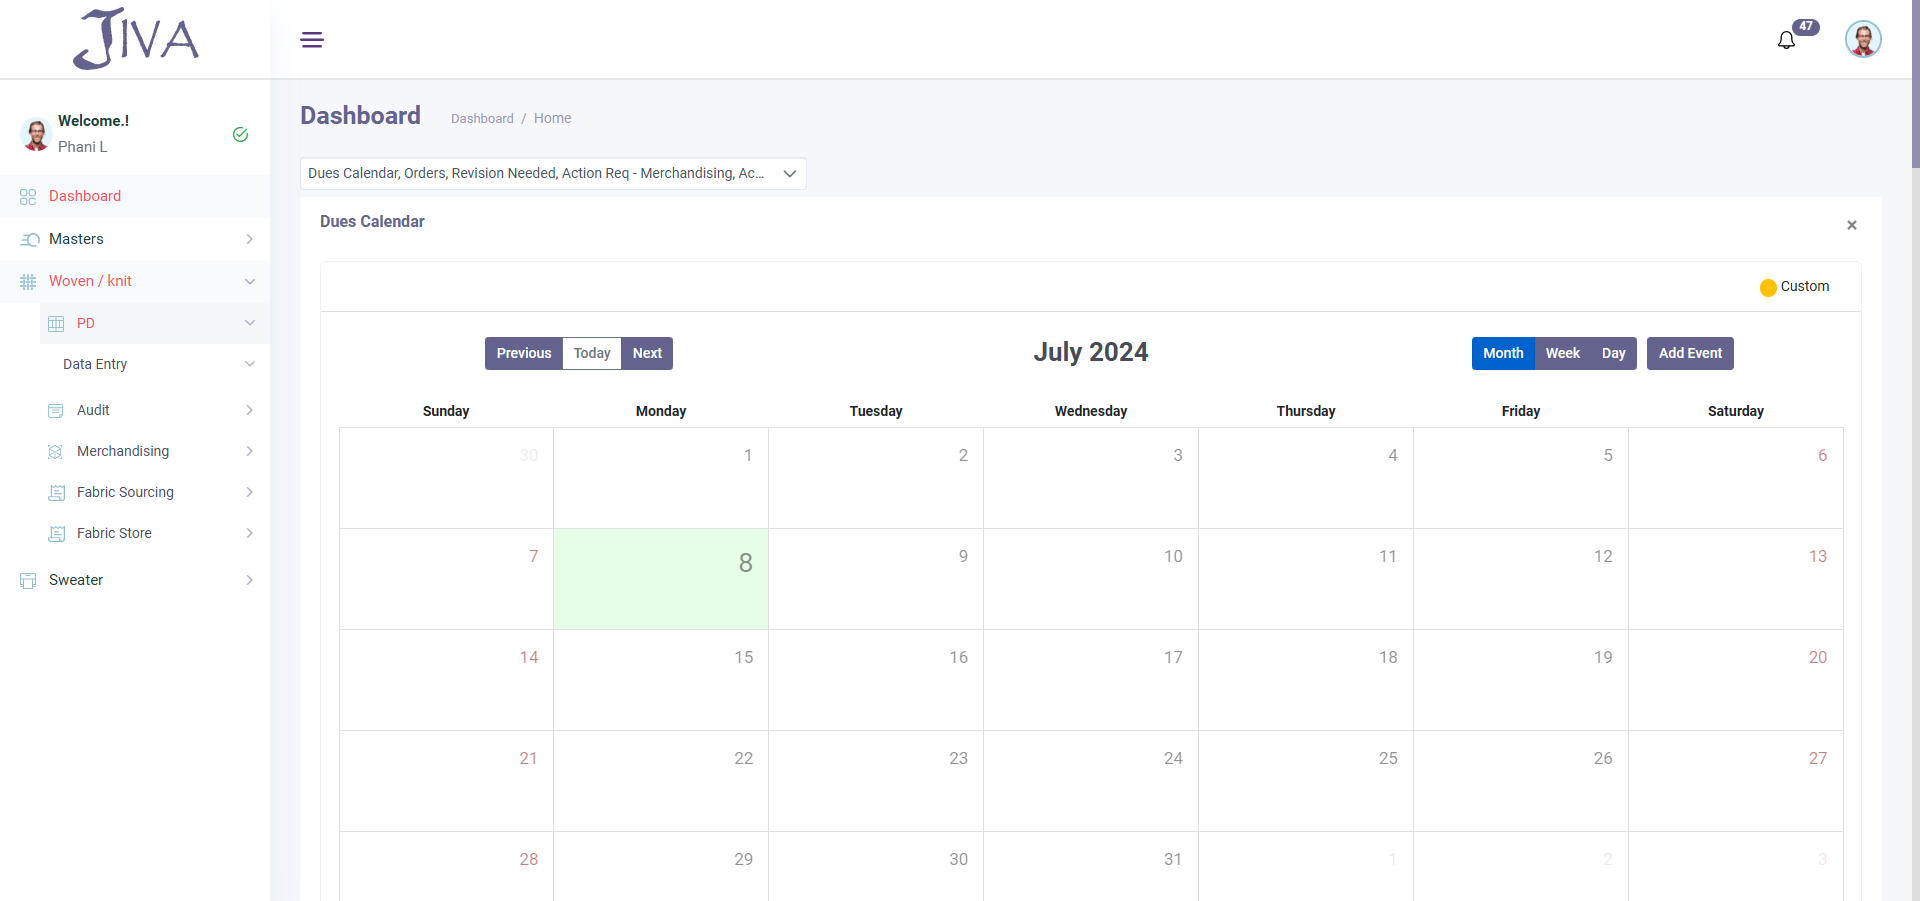 JIVA
47
Welcome.!
Phani L
Dashboard
Masters
Woven / knit
PD
Data Entry
Audit
Merchandising
Fabric Sourcing
Fabric Store
Sweater
Dashboard
Dashboard / Home
Dues Calendar, Orders, Revision Needed, Action Req - Merchandising, Ac...
Dues Calendar
×
Custom
Previous Today Next
July 2024
Month Week Day Add Event
Sunday Monday Tuesday Wednesday Thursday Friday Saturday
30 1 2 3 4 5 6
7 8 9 10 11 12 13
14 15 16 17 18 19 20
21 22 23 24 25 26 27
28 29 30 31 1 2 3